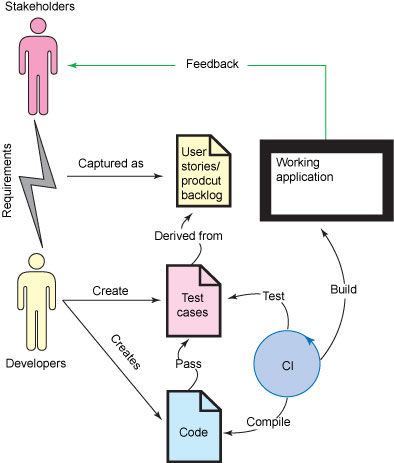 Stakeholders
Feedback
Requirements
Captured as
User
stories/
prodcut
backlog
Working
application
Derived from
Create
Test
cases
Test
Build
Developers
Creates
Pass
CI
Code
Compile